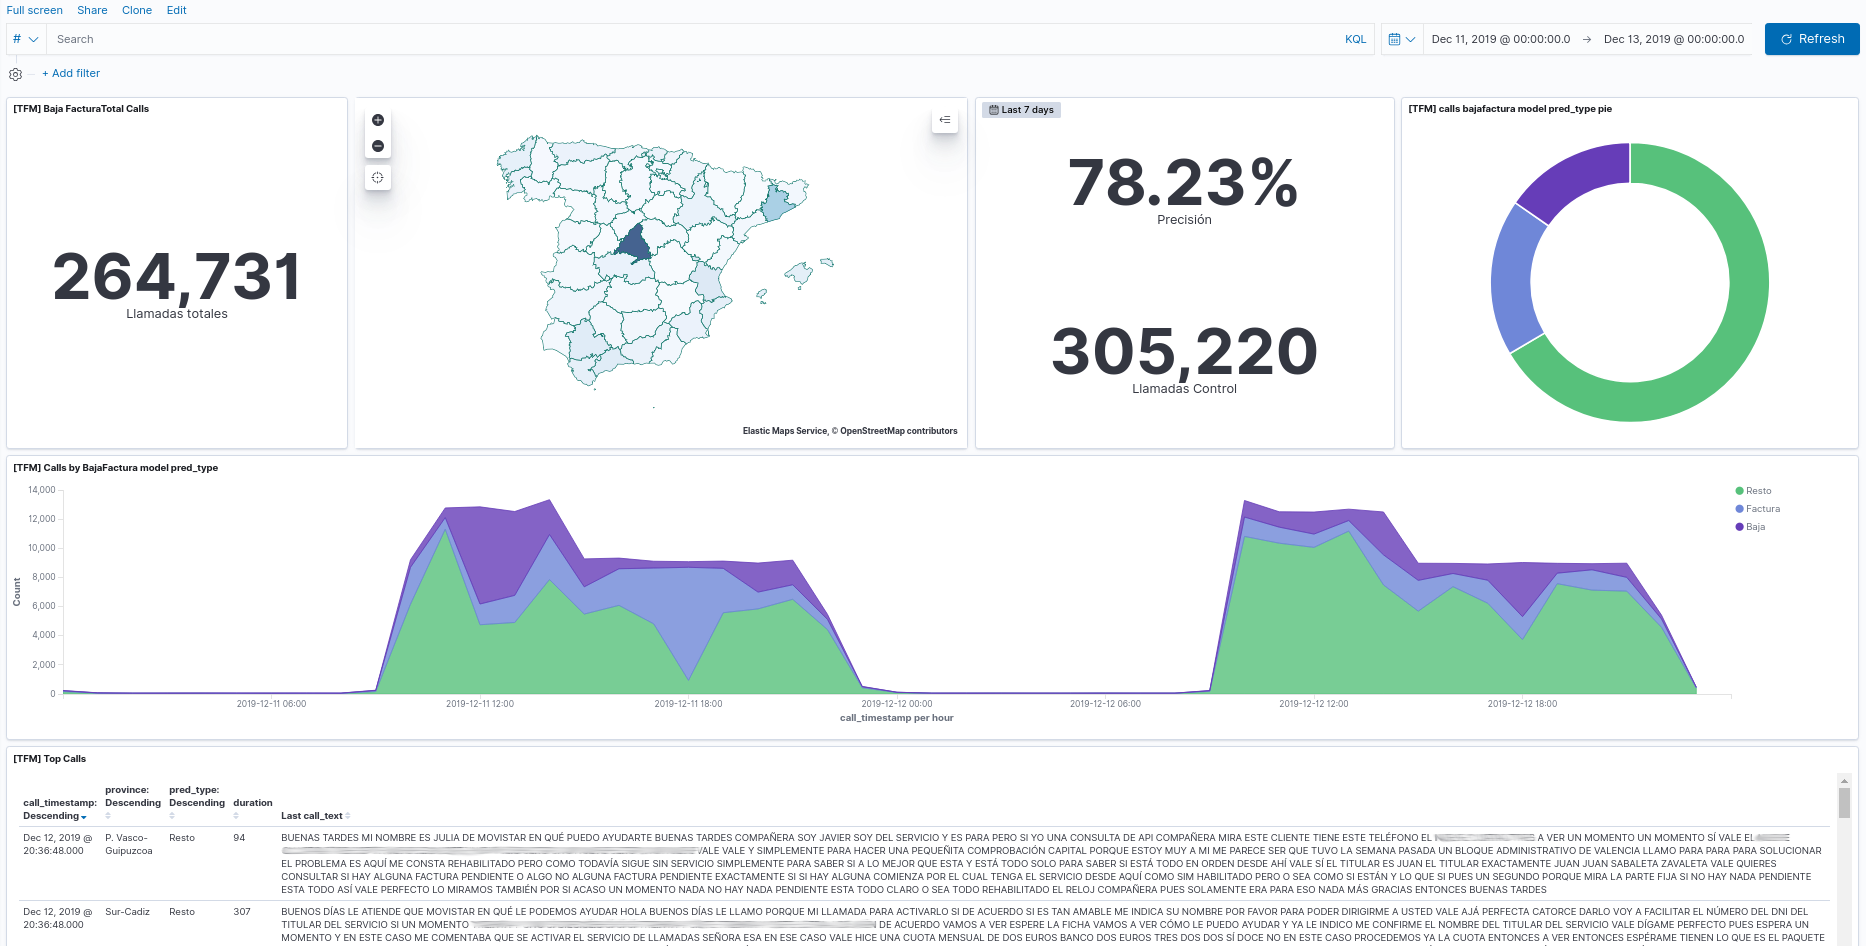 Full screen Share Clone Edit
# Search KQL Dec 11, 2019 @ 00:00:00.0 → Dec 13, 2019 @ 00:00:00.0 Refresh
+ Add filter
[TFM] Baja FacturaTotal Calls
264,731
Llamadas totales
Elastic Maps Service, © OpenStreetMap contributors
Last 7 days
78.23%
Precisión
305,220
Llamadas Control
[TFM] calls bajafactura model pred_type pie
[TFM] Calls by BajaFactura model pred_type
14,000
12,000
10,000
8,000
6,000
4,000
2,000
0
Count
2019-12-11 06:00 2019-12-11 12:00 2019-12-11 18:00 2019-12-12 00:00 2019-12-12 06:00 2019-12-12 12:00 2019-12-12 18:00
call_timestamp per hour
Resto
Factura
Baja
[TFM] Top Calls
call_timestamp: Descending province: Descending pred_type: Descending duration Last call_text
Dec 12, 2019 @ 20:36:48.000 P. Vasco-Guipuzcoa Resto 94
BUENAS TARDES MI NOMBRE ES JULIA DE MOVISTAR EN QUÉ PUEDO AYUDARTE BUENAS TARDES COMPAÑERA SOY JAVIER SOY DEL SERVICIO Y ES PARA PERO SI YO UNA CONSULTA DE API COMPAÑERA MIRA ESTE CLIENTE TIENE ESTE TELÉFONO EL A VER UN MOMENTO UN MOMENTO SÍ VALE EL
VALE VALE Y SIMPLEMENTE PARA HACER UNA PEQUEÑITA COMPROBACIÓN CAPITAL PORQUE ESTOY MUY A MI ME PARECE SER QUE TUVO LA SEMANA PASADA UN BLOQUE ADMINISTRATIVO DE VALENCIA LLAMO PARA PARA PARA SOLUCIONAR
EL PROBLEMA ES AQUÍ ME CONSTA REHABILITADO PERO COMO TODAVÍA SIGUE SIN SERVICIO SIMPLEMENTE PARA SABER SI A LO MEJOR QUE ESTA Y ESTÁ TODO SOLO PARA SABER SI ESTÁ TODO EN ORDEN DESDE AHÍ VALE SÍ EL TITULAR ES JUAN EL TITULAR EXACTAMENTE JUAN JUAN SABALETA ZAVALETA VALE QUIERES
CONSULTAR SI HAY ALGUNA FACTURA PENDIENTE O ALGO NO ALGUNA FACTURA PENDIENTE EXACTAMENTE SI SI HAY ALGUNA COMIENZA POR EL CUAL TENGA EL SERVICIO DESDE AQUÍ COMO SIM HABILITADO PERO O SEA COMO SI ESTÁN Y LO QUE SI PUES UN SEGUNDO PORQUE MIRA LA PARTE FIJA SI NO HAY NADA PENDIENTE
ESTA TODO ASÍ VALE PERFECTO LO MIRAMOS TAMBIÉN POR SI ACASO UN MOMENTO NADA NO HAY NADA PENDIENTE ESTA TODO CLARO O SEA TODO REHABILITADO EL RELOJ COMPAÑERA PUES SOLAMENTE ERA PARA ESO NADA MÁS GRACIAS ENTONCES BUENAS TARDES
Dec 12, 2019 @ 20:36:48.000 Sur-Cadiz Resto 307
BUENOS DÍAS LE ATIENDE QUE MOVISTAR EN QUÉ LE PODEMOS AYUDAR HOLA BUENOS DÍAS LE LLAMO PORQUE MI LLAMADA PARA ACTIVARLO SI DE ACUERDO SI ES TAN AMABLE ME INDICA SU NOMBRE POR FAVOR PARA PODER DIRIGIRME A USTED VALE AJÁ PERFECTA CATORCE DARLO VOY A FACILITAR EL NÚMERO DEL DNI DEL
TITULAR DEL SERVICIO SI UN MOMENTO DE ACUERDO VAMOS A VER ESPERE LA FICHA VAMOS A VER CÓMO LE PUEDO AYUDAR Y YA LE INDICO ME CONFIRME EL NOMBRE DEL TITULAR DEL SERVICIO VALE DÍGAME PERFECTO PUES ESPERA UN
MOMENTO Y EN ESTE CASO ME COMENTABA QUE SE ACTIVAR EL SERVICIO DE LLAMADAS SEÑORA ESA EN ESE CASO VALE HICE UNA CUOTA MENSUAL DE DOS EUROS BANCO DOS EUROS TRES DOS DOS SÍ DOCE NO EN ESTE CASO PROCEDEMOS YA LA CUOTA ENTONCES A VER ENTONCES ESPÉRAME TIENEN LO QUE ES EL PAQUETE